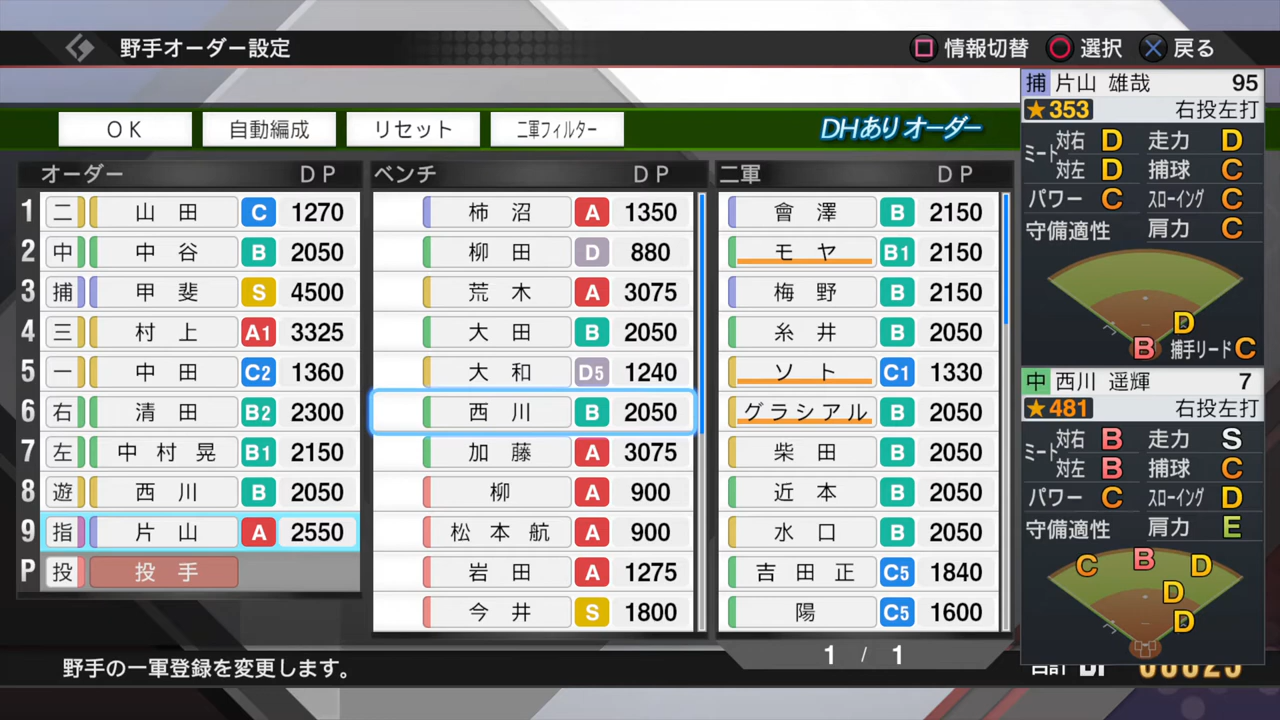 野手オーダー設定
情報切替 選択 戻る
OK 自動編成 リセット 二軍フィルター DHあり オーダー
オーダー DP
1 二 山田 C 1270
2 中 中谷 B 2050
3 捕 甲斐 S 4500
4 三 村上 A1 3325
5 一 中田 C2 1360
6 右 清田 B2 2300
7 左 中村晃 B1 2150
8 遊 西川 B 2050
9 指 片山 A 2550
P 投 投手
ベンチ DP
柿沼 A 1350
柳田 D 880
荒木 A 3075
大田 B 2050
大和 D5 1240
西川 B 2050
加藤 A 3075
柳 A 900
松本航 A 900
岩田 A 1275
今井 S 1800
二軍 DP
會澤 B 2150
モヤ B1 2150
梅野 B 2150
糸井 B 2050
ソト C1 1330
グラシアル B 2050
柴田 B 2050
近本 B 2050
水口 B 2050
吉田正 C5 1840
陽 C5 1600
1 / 1
捕 片山 雄哉 95
★353 右投左打
ミート 対右 D 走力 D
対左 D 捕球 C
パワー C スローイング C
守備適性 肩力 C
D
B 捕手リード C
中 西川 遥輝 7
★481 右投左打
ミート 対右 B 走力 S
対左 B 捕球 C
パワー C スローイング D
守備適性 肩力 E
C B D
D
D
野手の一軍登録を変更します。